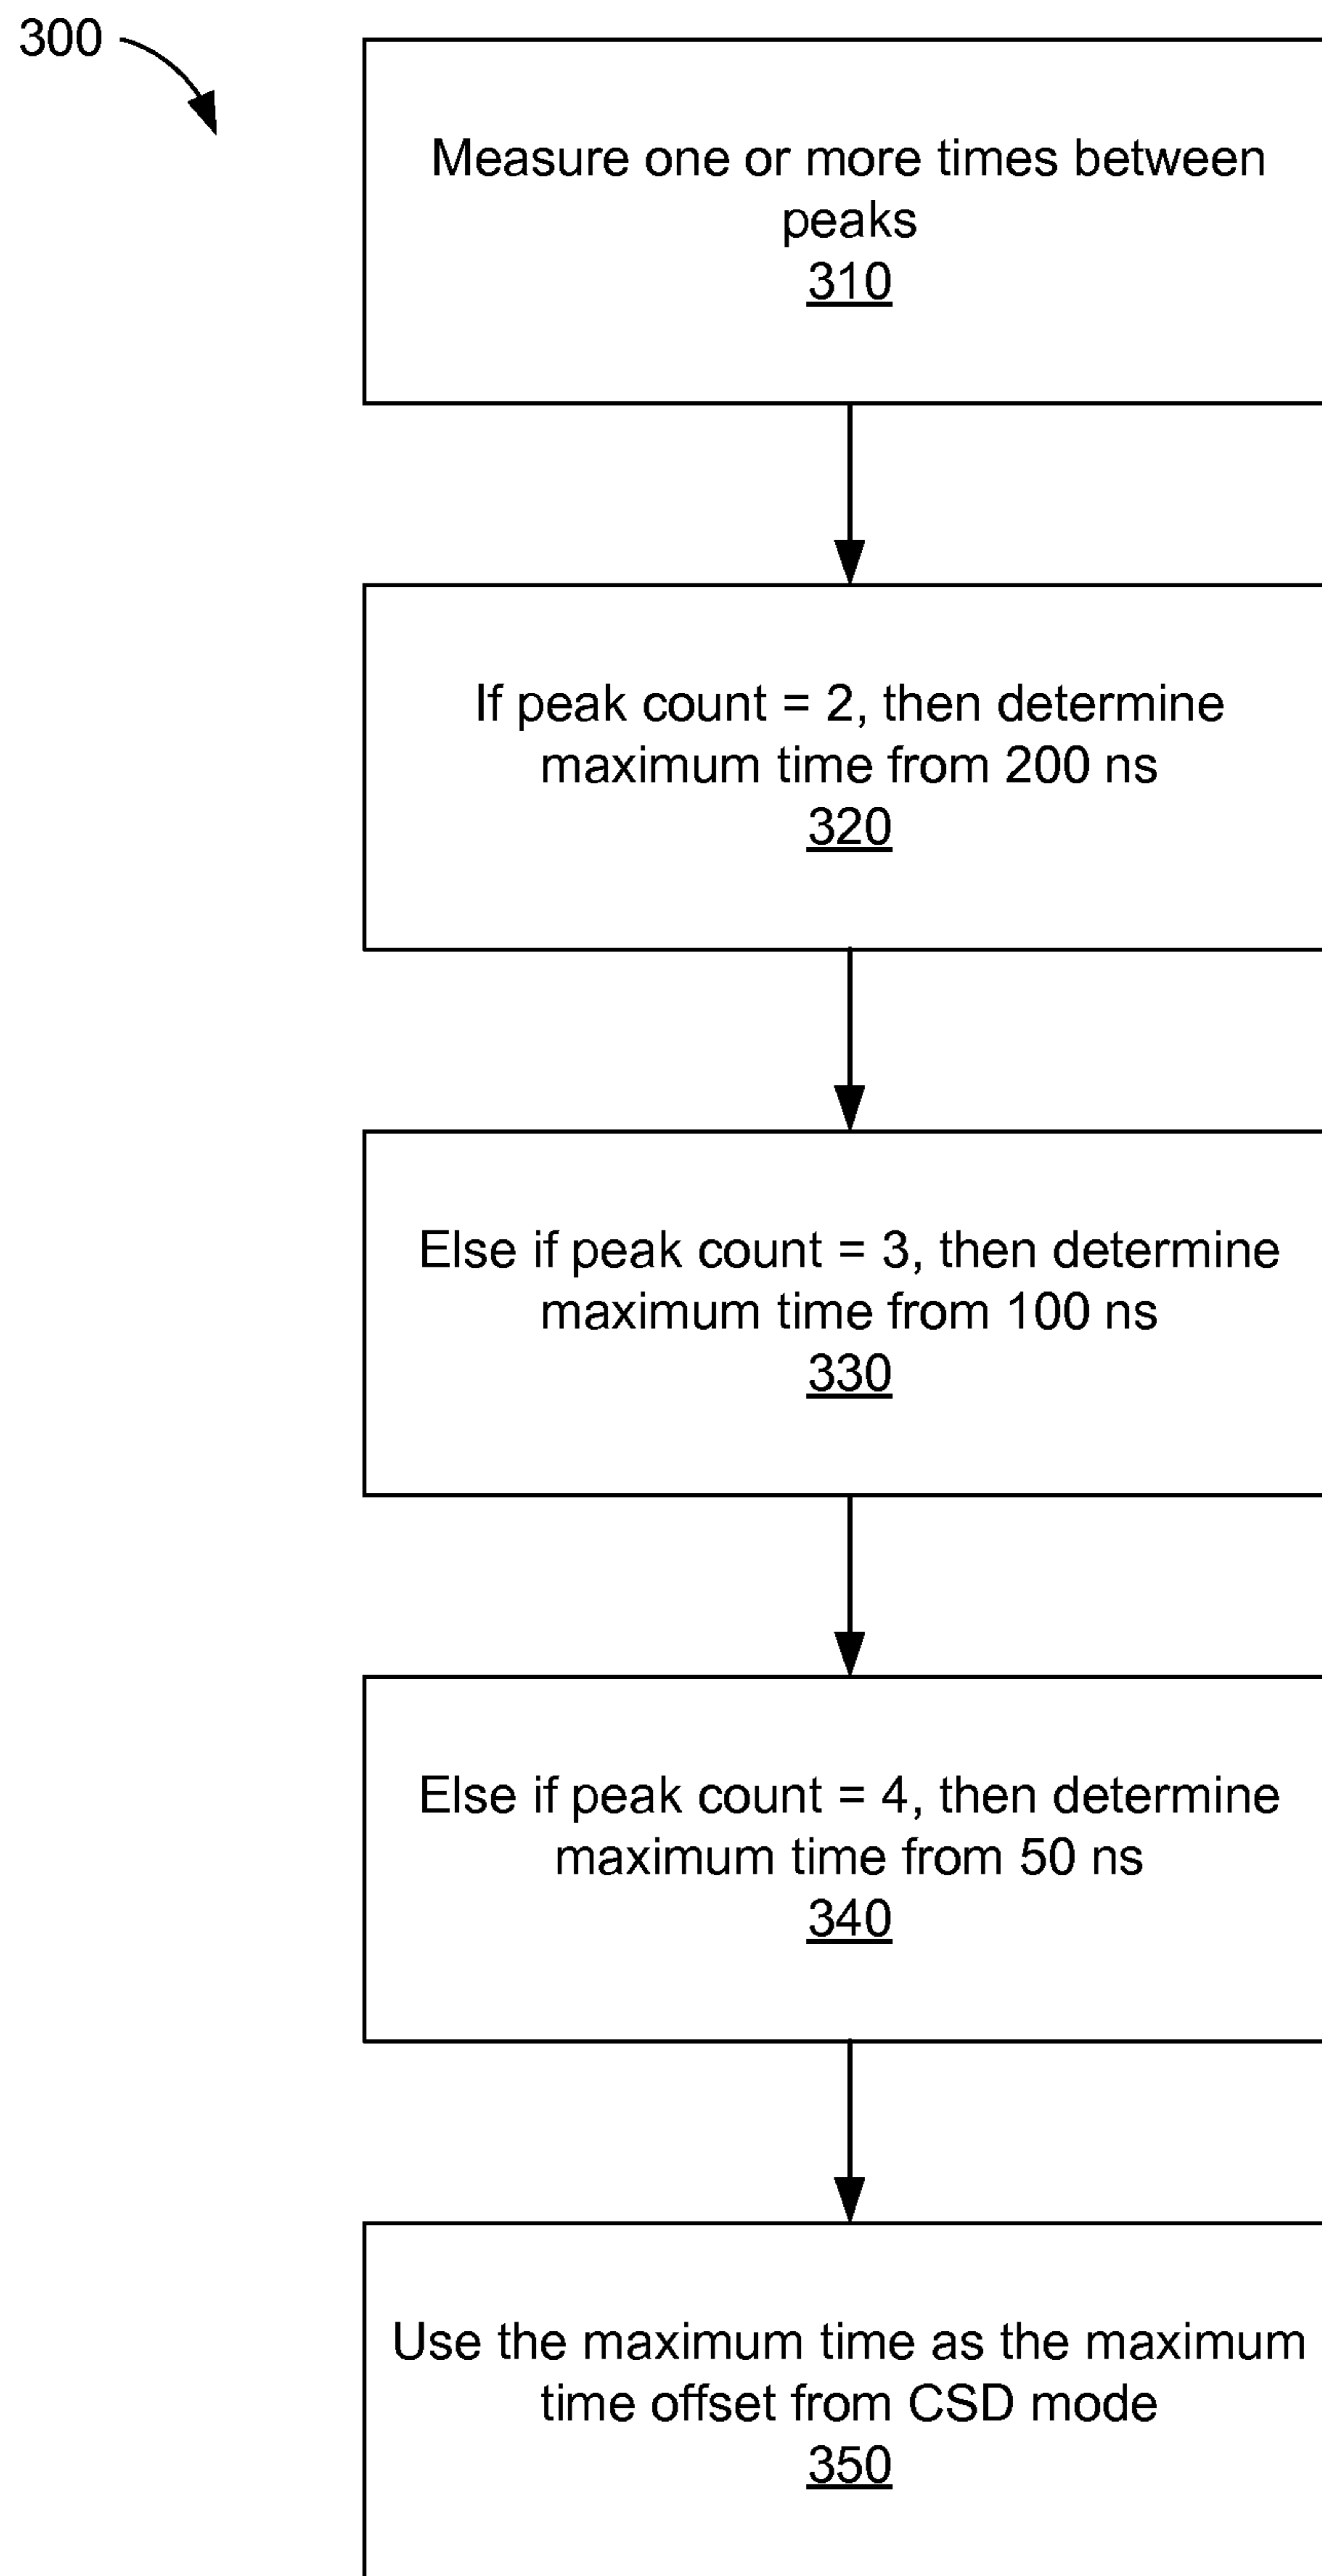 300
Measure one or more times between
peaks
310
If peak count = 2, then determine
maximum time from 200 ns
320
Else if peak count = 3, then determine
maximum time from 100 ns
330
Else if peak count = 4, then determine
maximum time from 50 ns
340
Use the maximum time as the maximum
time offset from CSD mode
350